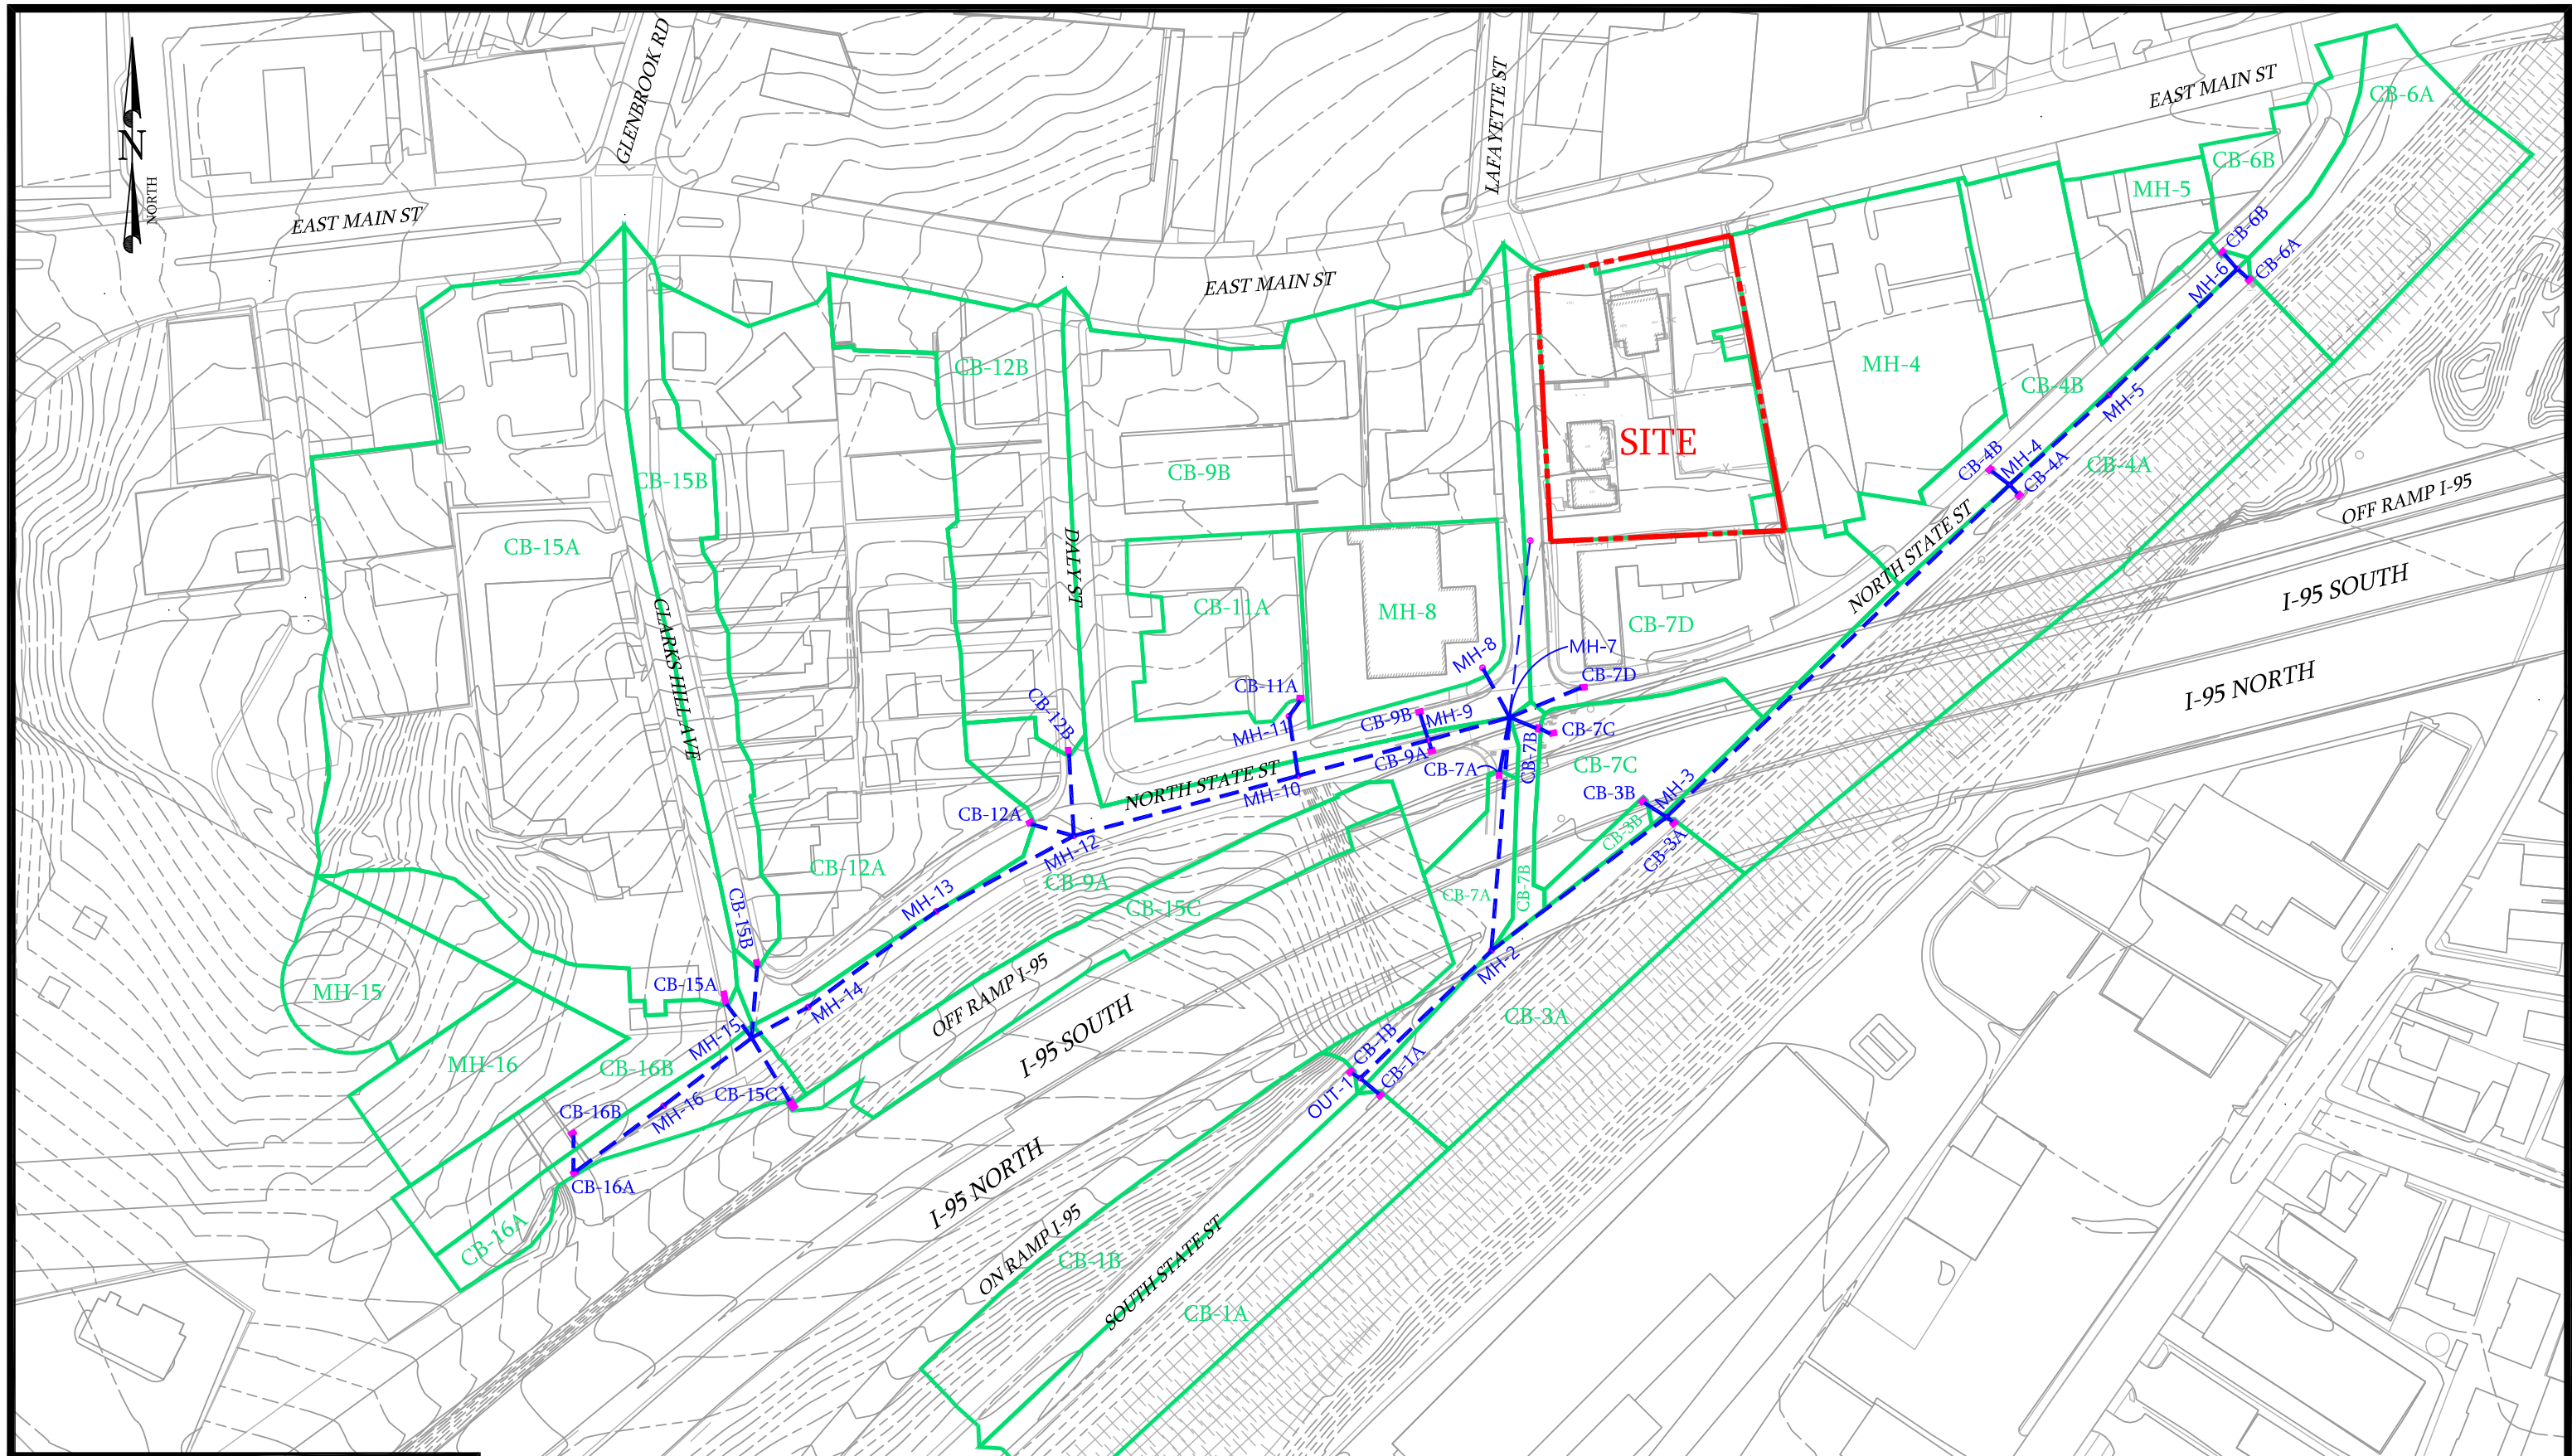 N
NORTH
GLENBROOK RD
LAFAYETTE ST
EAST MAIN ST
EAST MAIN ST
EAST MAIN ST
CB-6A
CB-6B
MH-5
CB-6B
CB-6A
MH-6
CB-12B
MH-4
CB-4B
MH-5
SITE
CB-15B
CB-9B
CB-4B
MH-4
CB-4A
CB-4A
OFF RAMP I-95
CB-15A
DALY ST
NORTH STATE ST
I-95 SOUTH
CB-11A
MH-8
CB-7D
CLARKS HILL AVE
MH-8
MH-7
CB-7D
I-95 NORTH
CB-11A
CB-12B
CB-9B
MH-9
MH-11
CB-7C
CB-9A
CB-7A
CB-7B
CB-7C
NORTH STATE ST
MH-10
CB-3B
MH-3
CB-12A
CB-3B
CB-3A
MH-12
CB-12A
CB-9A
CB-7A
CB-7B
MH-13
CB-15C
CB-15B
MH-2
CB-15A
MH-15
MH-14
OFF RAMP I-95
I-95 SOUTH
CB-3A
MH-15
CB-1B
MH-16
CB-16B
CB-15C
CB-1A
OUT-1
CB-16B
MH-16
CB-16A
I-95 NORTH
CB-16A
ON RAMP I-95
CB-1B
SOUTH STATE ST
CB-1A